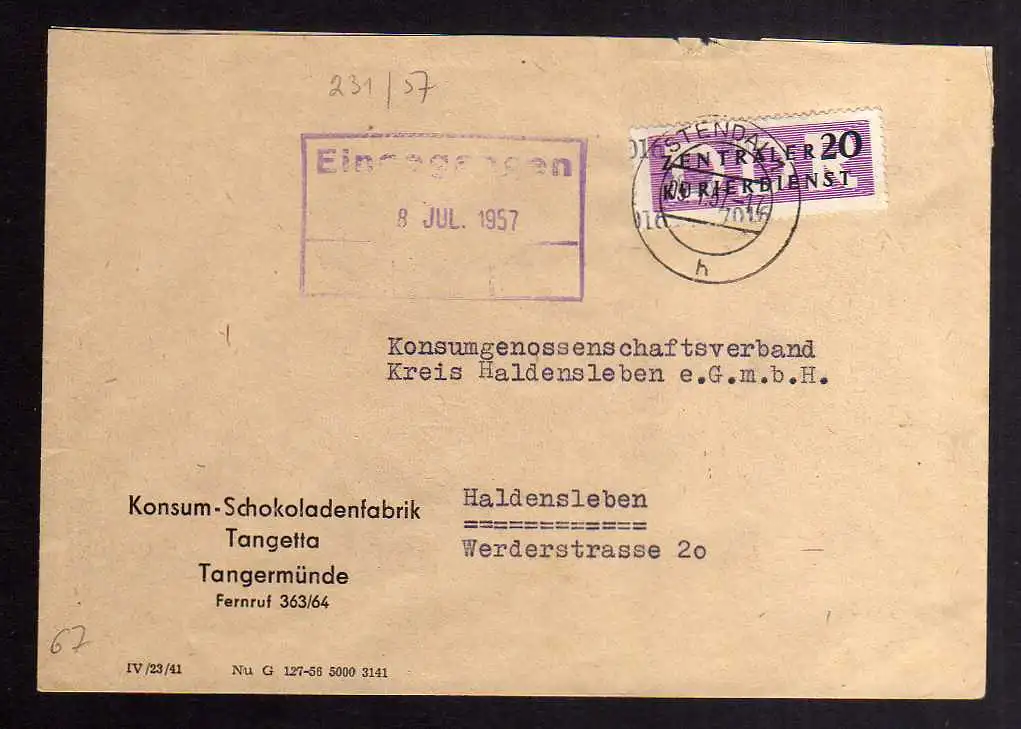 231/57
Eingegangen
8 JUL. 1957
STENDAL
ZENTRALER 20
KURIERDIENST
7016
h
Konsumgenossenschaftsverband
Kreis Haldensleben e.G.m.b.H.
Haldensleben
============
Werderstrasse 2o
Konsum-Schokoladenfabrik
Tangetta
Tangermünde
Fernruf 363/64
67
IV/23/41 Nu G 127-56 5000 3141